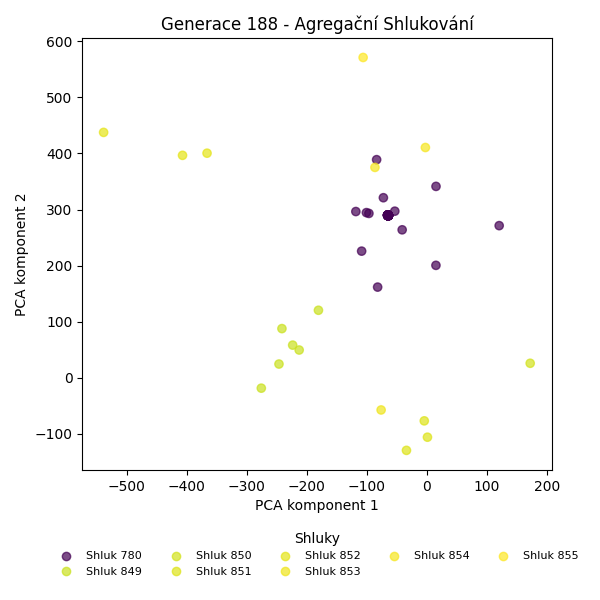 Generace 188 - Agregační Shlukování
600
500
400
300
200
100
0
−100
PCA komponent 2
−500 −400 −300 −200 −100 0 100 200
PCA komponent 1
Shluky
Shluk 780 Shluk 850 Shluk 852 Shluk 854 Shluk 855
Shluk 849 Shluk 851 Shluk 853